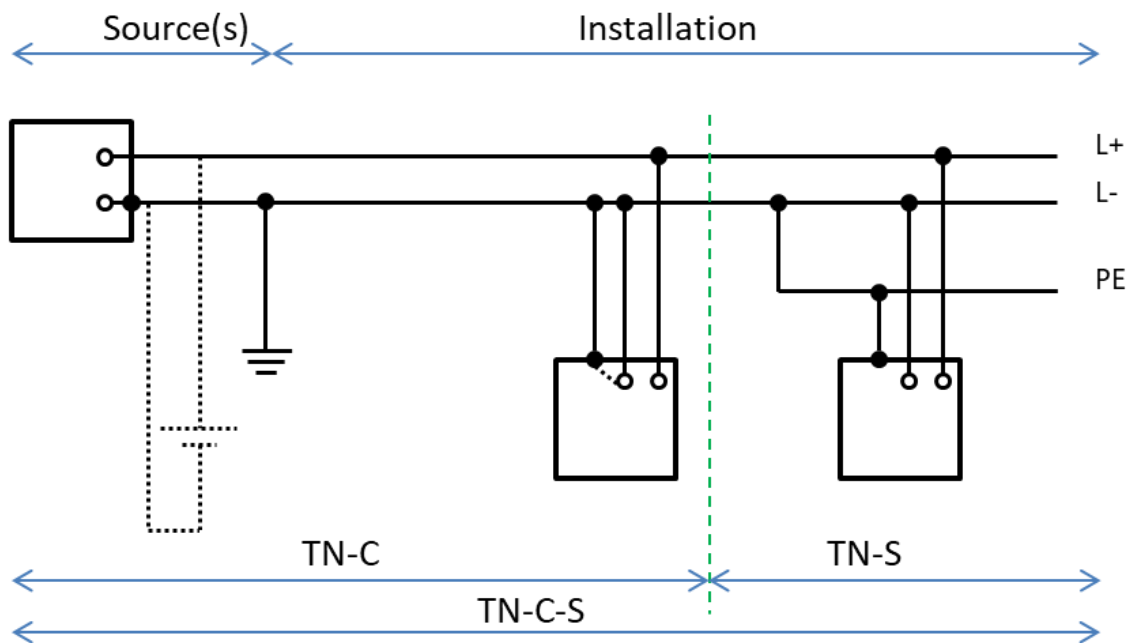 Source(s)
Installation
L+
L-
PE
TN-C
TN-S
TN-C-S